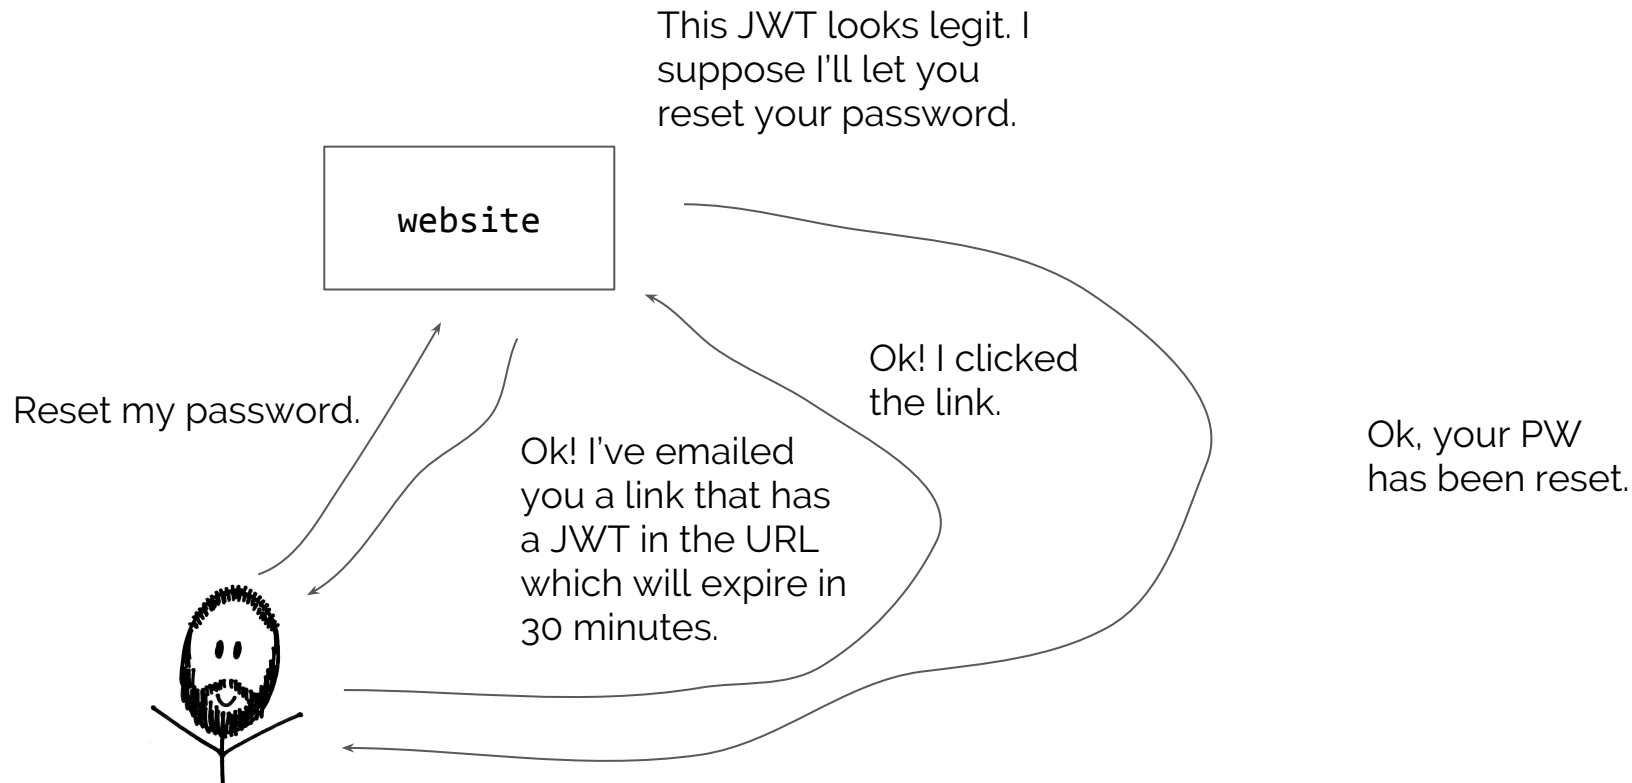 This JWT looks legit. I
suppose I'll let you
reset your password.
website
Reset my password.
Ok! I've emailed
you a link that has
a JWT in the URL
which will expire in
30 minutes.
Ok! I clicked
the link.
Ok, your PW
has been reset.